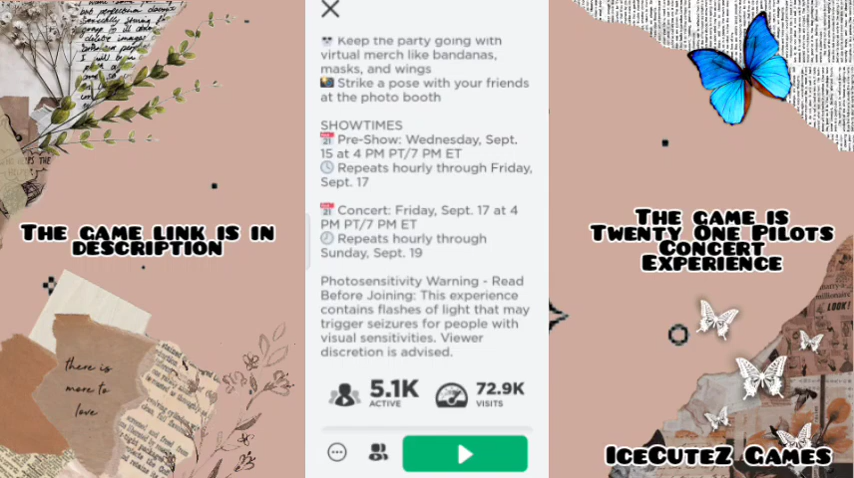 Keep the party going with
virtual merch like bandanas,
masks, and wings
Strike a pose with your friends
at the photo booth
SHOWTIMES
Pre-Show: Wednesday, Sept.
15 at 4 PM PT/7 PM ET
Repeats hourly through Friday,
Sept. 17
Concert: Friday, Sept. 17 at 4
PM PT/7 PM ET
Repeats hourly through
Sunday, Sept. 19
Photosensitivity Warning - Read
Before Joining: This experience
contains flashes of light that may
trigger seizures for people with
visual sensitivities. Viewer
discretion is advised.
5.1K
ACTIVE
72.9K
VISITS
The game link is in
description
there is
more to
love
The game is
Twenty One Pilots
Concert
Experience
LOOK!
IceCuteZ Games